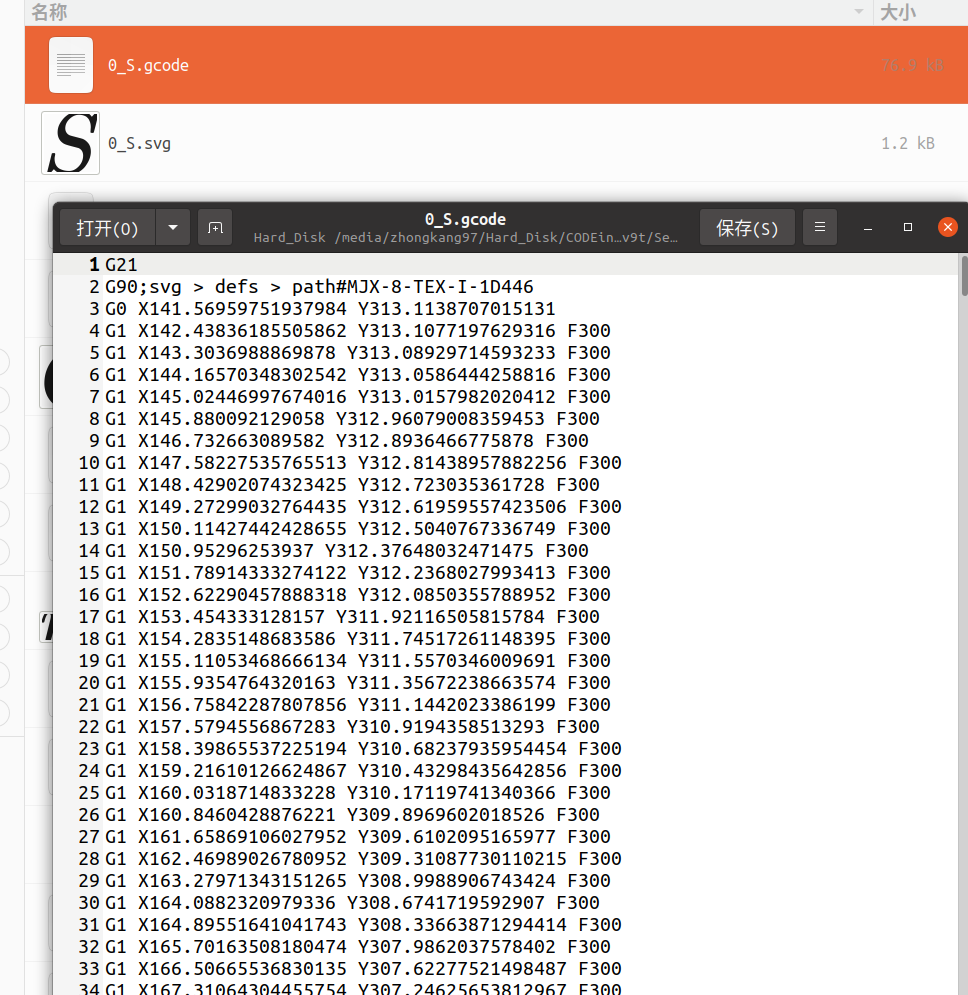 名称 大小
0_S.gcode 76.9 kB
0_S.svg 1.2 kB
打开(O) 0_S.gcode 保存(S)
Hard_Disk /media/zhongkang97/Hard_Disk/CODEin…v9t/Se…
1 G21
2 G90;svg > defs > path#MJX-8-TEX-I-1D446
3 G0 X141.56959751937984 Y313.1138707015131
4 G1 X142.43836185505862 Y313.1077197629316 F300
5 G1 X143.3036988869878 Y313.08929714593233 F300
6 G1 X144.16570348302542 Y313.0586444258816 F300
7 G1 X145.02446997674016 Y313.0157982020412 F300
8 G1 X145.880092129058 Y312.96079008359453 F300
9 G1 X146.732663089582 Y312.8936466775878 F300
10 G1 X147.58227535765513 Y312.81438957882256 F300
11 G1 X148.42902074323425 Y312.723035361728 F300
12 G1 X149.27299032764435 Y312.61959557423506 F300
13 G1 X150.11427442428655 Y312.5040767336749 F300
14 G1 X150.95296253937 Y312.37648032471475 F300
15 G1 X151.78914333274122 Y312.2368027993413 F300
16 G1 X152.62290457888318 Y312.0850355788952 F300
17 G1 X153.454333128157 Y311.92116505815784 F300
18 G1 X154.2835148683586 Y311.74517261148395 F300
19 G1 X155.11053468666134 Y311.5570346009691 F300
20 G1 X155.9354764320163 Y311.35672238663574 F300
21 G1 X156.75842287807856 Y311.1442023386199 F300
22 G1 X157.5794556867283 Y310.9194358513293 F300
23 G1 X158.39865537225194 Y310.68237935954454 F300
24 G1 X159.21610126624867 Y310.43298435642856 F300
25 G1 X160.0318714833228 Y310.17119741340366 F300
26 G1 X160.8460428876221 Y309.8969602018526 F300
27 G1 X161.65869106027952 Y309.6102095165977 F300
28 G1 X162.46989026780952 Y309.31087730110215 F300
29 G1 X163.27971343151265 Y308.9988906743424 F300
30 G1 X164.0882320979336 Y308.6741719592907 F300
31 G1 X164.89551641041743 Y308.33663871294414 F300
32 G1 X165.70163508180474 Y307.9862037578402 F300
33 G1 X166.50665536830135 Y307.62277521498487 F300
34 G1 X167.31064304455754 Y307.24625653812967 F300